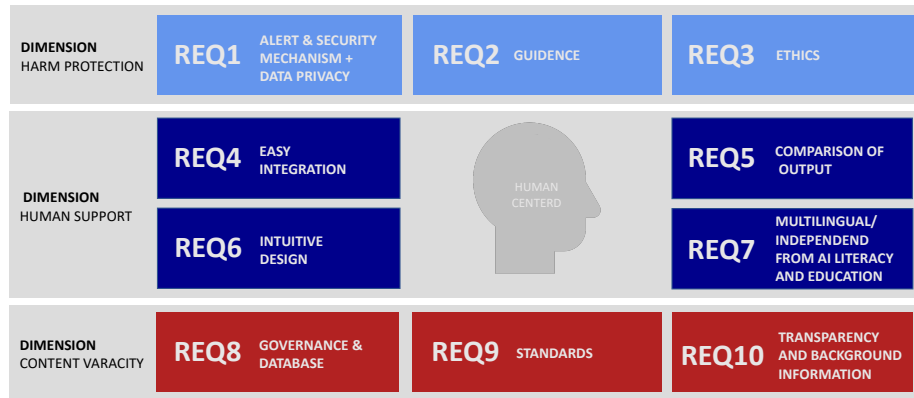 DIMENSION
HARM PROTECTION
REQ1
ALERT & SECURITY
MECHANISM +
DATA PRIVACY
REQ2
GUIDENCE
REQ3
ETHICS
DIMENSION
HUMAN SUPPORT
REQ4
EASY
INTEGRATION
HUMAN
CENTERD
REQ5
COMPARISON OF
OUTPUT
REQ6
INTUITIVE
DESIGN
REQ7
MULTILINGUAL/
INDEPENDEND
FROM AI LITERACY
AND EDUCATION
DIMENSION
CONTENT VARACITY
REQ8
GOVERNANCE &
DATABASE
REQ9
STANDARDS
REQ10
TRANSPARENCY
AND BACKGROUND
INFORMATION